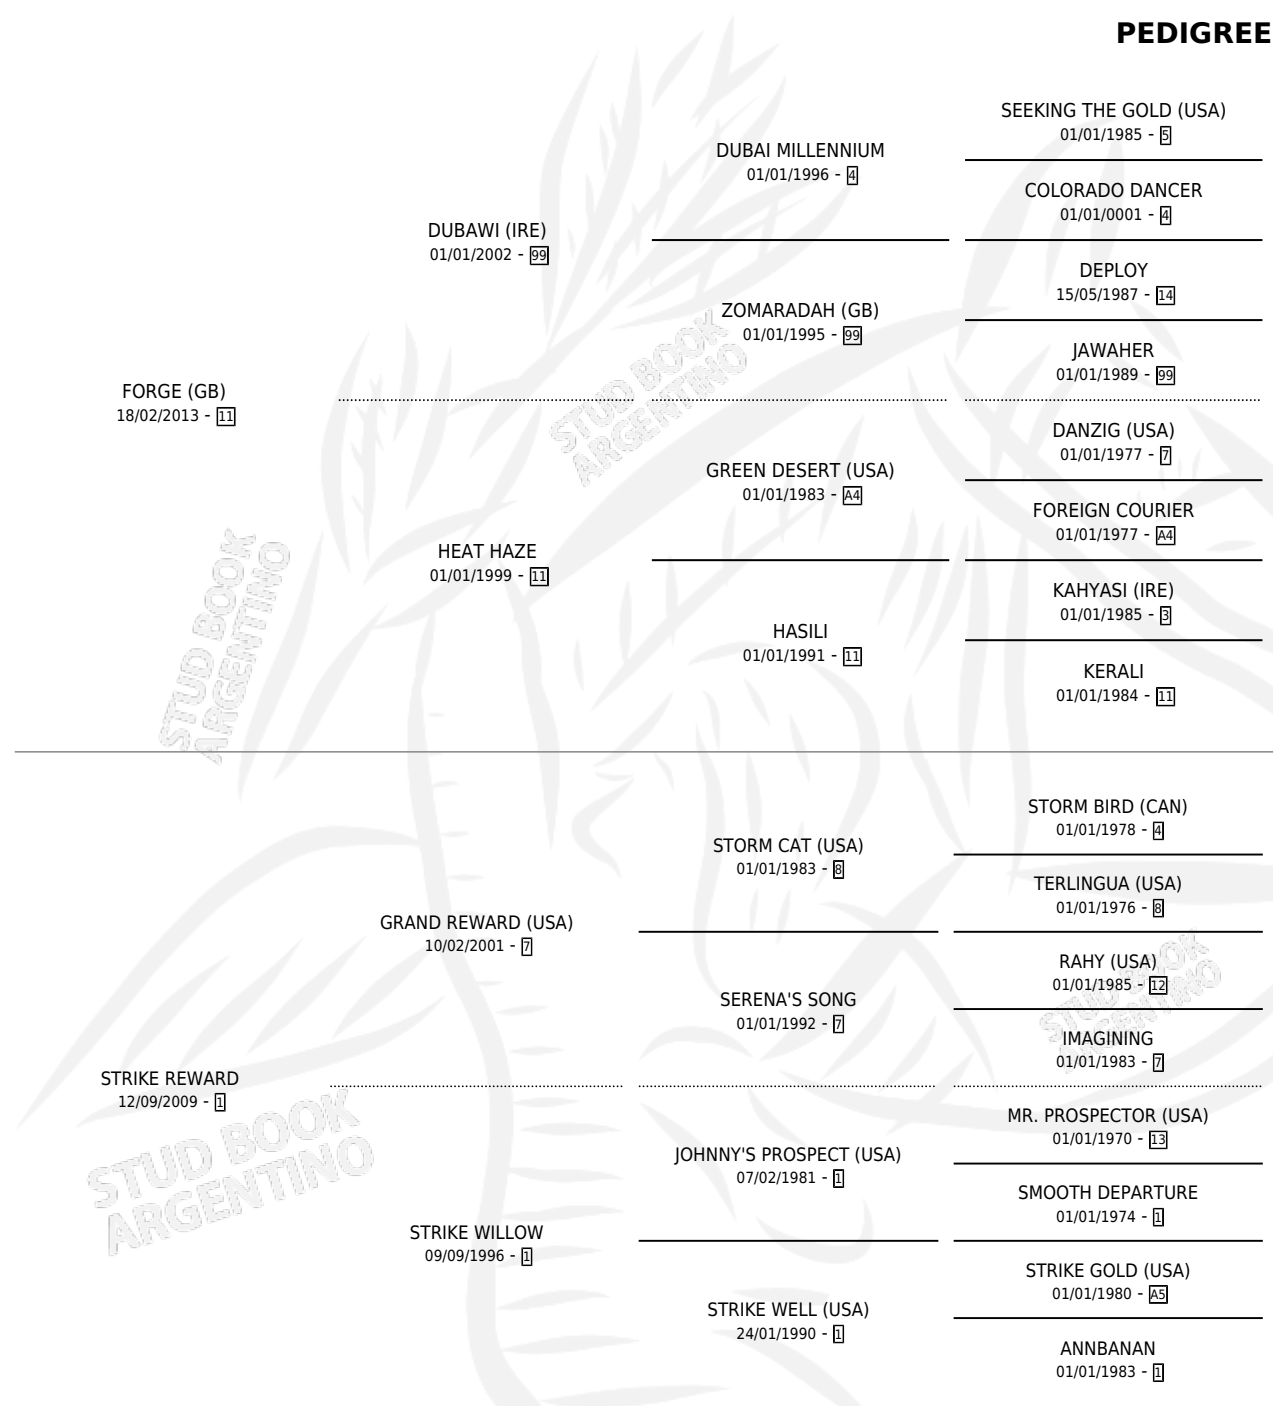 PEDIGREE
SEEKING THE GOLD (USA)
01/01/1985 - 5
DUBAI MILLENNIUM
01/01/1996 - 4
COLORADO DANCER
01/01/0001 - 4
DUBAWI (IRE)
01/01/2002 - 99
DEPLOY
15/05/1987 - 14
ZOMARADAH (GB)
01/01/1995 - 99
JAWAHER
01/01/1989 - 99
FORGE (GB)
18/02/2013 - 11
STUD BOOK
ARGENTINO
DANZIG (USA)
01/01/1977 - 7
GREEN DESERT (USA)
01/01/1983 - A4
FOREIGN COURIER
01/01/1977 - A4
HEAT HAZE
01/01/1999 - 11
KAHYASI (IRE)
01/01/1985 - 3
HASILI
01/01/1991 - 11
KERALI
01/01/1984 - 11
STUD BOOK
ARGENTINO
STORM BIRD (CAN)
01/01/1978 - 4
STORM CAT (USA)
01/01/1983 - 8
TERLINGUA (USA)
01/01/1976 - 8
GRAND REWARD (USA)
10/02/2001 - 7
RAHY (USA)
01/01/1985 - 12
SERENA'S SONG
01/01/1992 - 7
STUD BOOK
ARGENTINO
IMAGINING
01/01/1983 - 7
STRIKE REWARD
12/09/2009 - 1
MR. PROSPECTOR (USA)
01/01/1970 - 13
JOHNNY'S PROSPECT (USA)
07/02/1981 - 1
SMOOTH DEPARTURE
01/01/1974 - 1
STUD BOOK
ARGENTINO
STRIKE WILLOW
09/09/1996 - 1
STRIKE GOLD (USA)
01/01/1980 - A5
STRIKE WELL (USA)
24/01/1990 - 1
ANNBANAN
01/01/1983 - 1